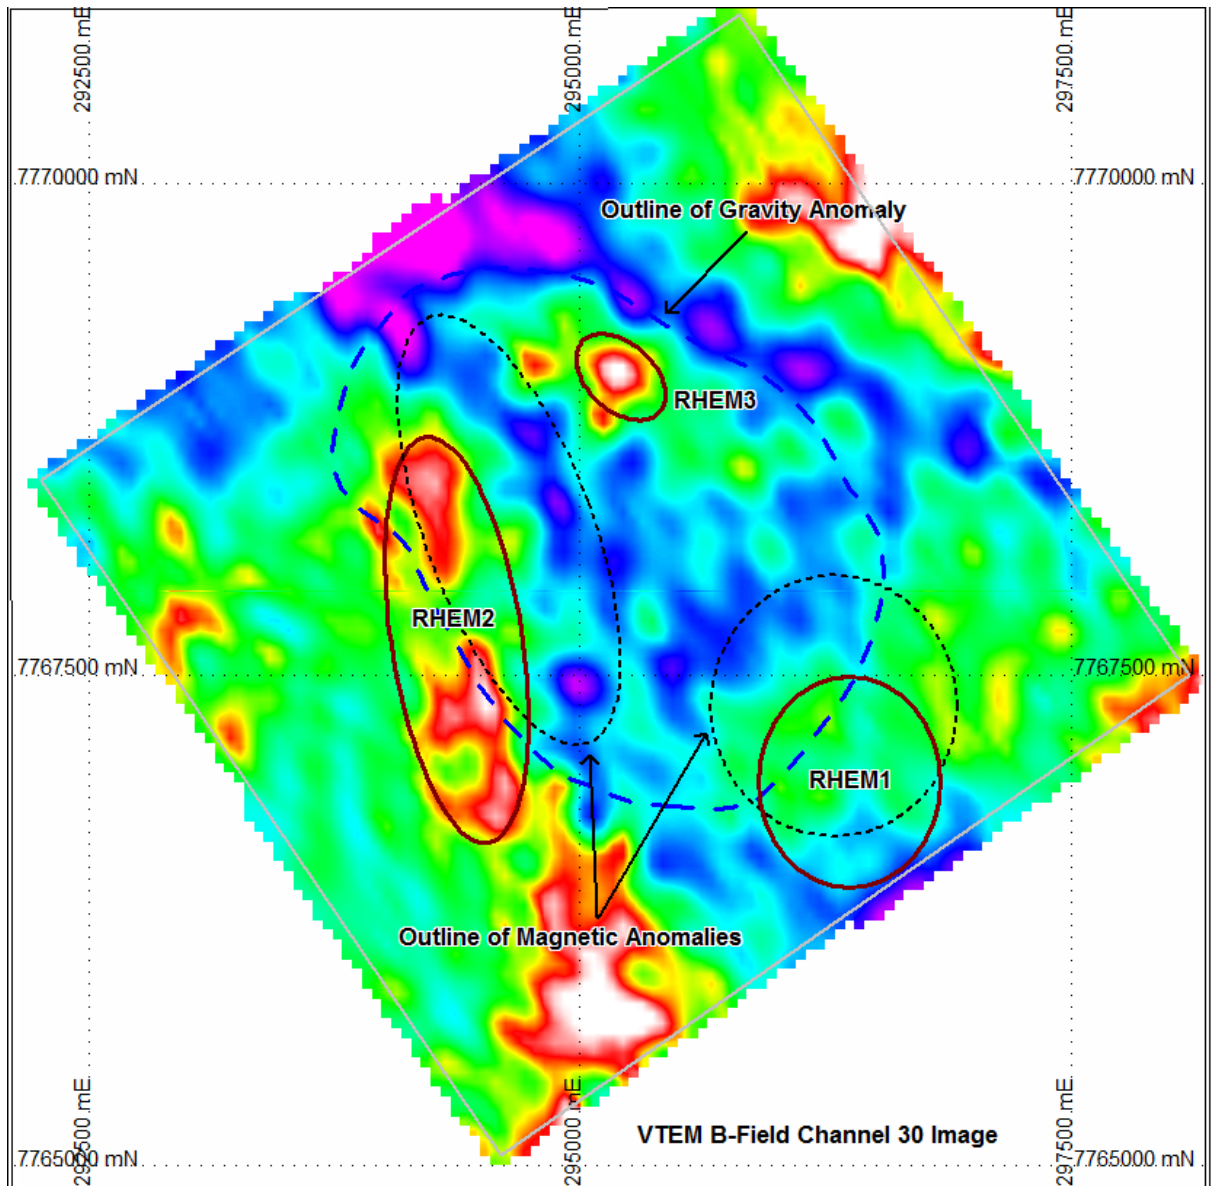 292500 mE
295000 mE
297500 mE
7770000 mN
7770000 mN
Outline of Gravity Anomaly
RHEM3
RHEM2
7767500 mN
7767500 mN
RHEM1
Outline of Magnetic Anomalies
292500 mE
295000 mE
297500 mE
VTEM B-Field Channel 30 Image
7765000 mN
7765000 mN